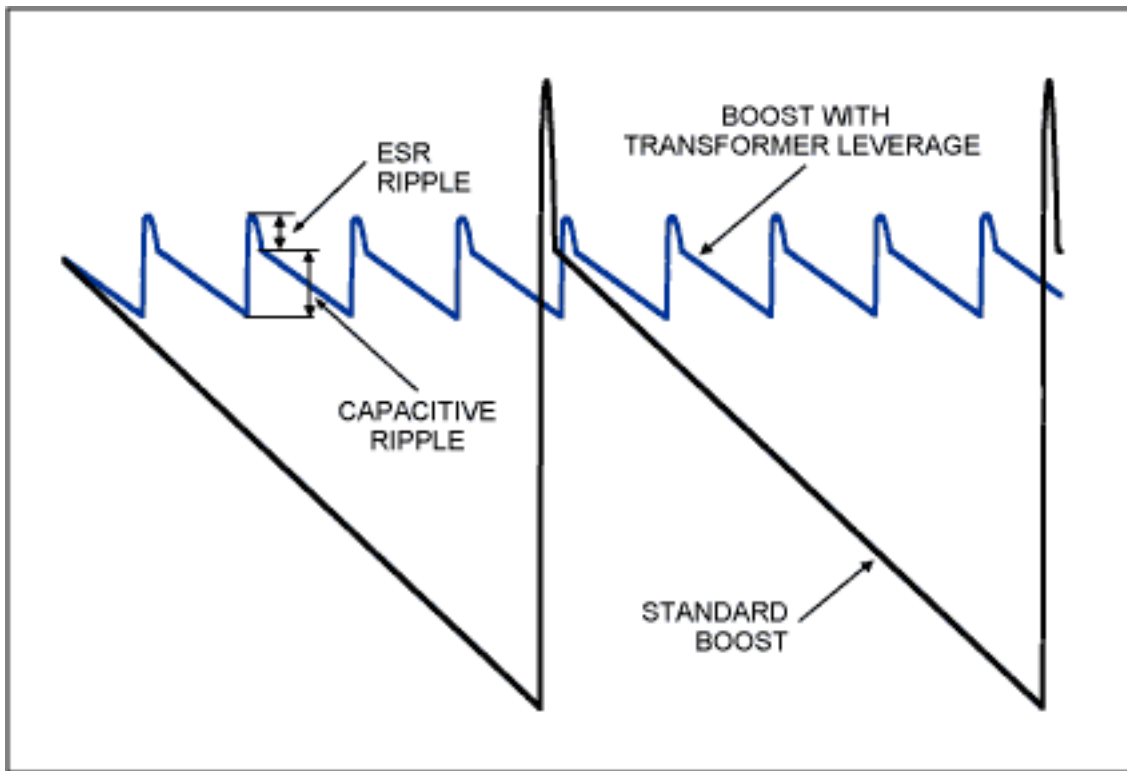 BOOST WITH
TRANSFORMER LEVERAGE
ESR
RIPPLE
CAPACITIVE
RIPPLE
STANDARD
BOOST